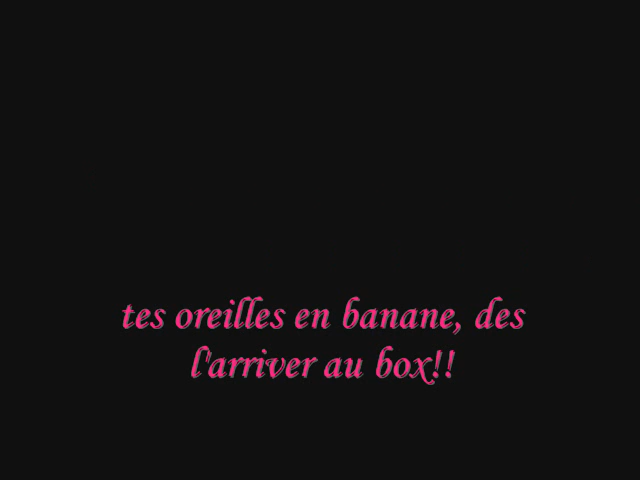 tes oreilles en banane, des
l'arriver au box!!